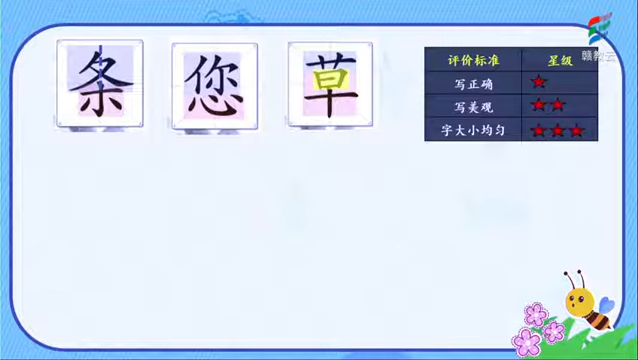 条 您 草
赣教云
评价标准 星级
写正确
写美观
字大小均匀